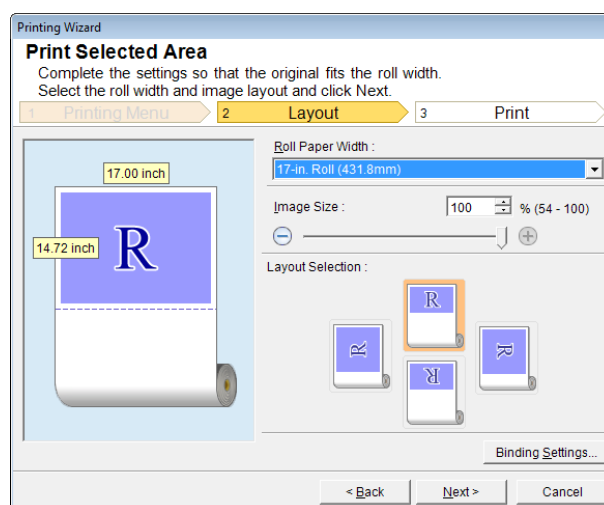 Printing Wizard
Print Selected Area
Complete the settings so that the original fits the roll width.
Select the roll width and image layout and click Next.
1 Printing Menu 2 Layout 3 Print
Roll Paper Width :
17-in. Roll (431.8mm)
17.00 inch
Image Size : 100 % (54 - 100)
14.72 inch
R
Layout Selection :
R
R
R
R
Binding Settings...
< Back Next > Cancel